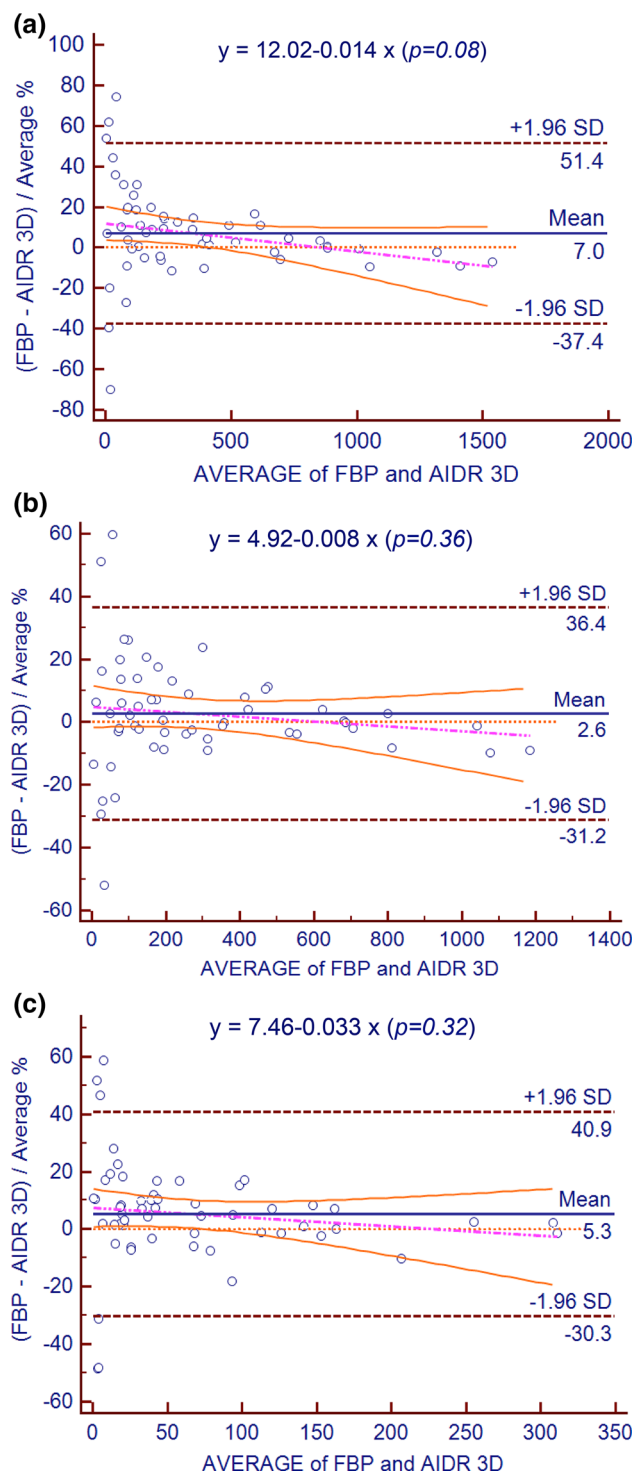 (a)
y = 12.02-0.014 x (p=0.08)
(FBP - AIDR 3D) / Average %
100
80
60
40
20
0
-20
-40
-60
-80
+1.96 SD
51.4
Mean
7.0
-1.96 SD
-37.4
0
500
1000
1500
2000
AVERAGE of FBP and AIDR 3D
(b)
y = 4.92-0.008 x (p=0.36)
(FBP - AIDR 3D) / Average %
60
40
20
0
-20
-40
-60
+1.96 SD
36.4
Mean
2.6
-1.96 SD
-31.2
0
200
400
600
800
1000
1200
1400
AVERAGE of FBP and AIDR 3D
(c)
y = 7.46-0.033 x (p=0.32)
(FBP - AIDR 3D) / Average %
60
40
20
0
-20
-40
-60
+1.96 SD
40.9
Mean
5.3
-1.96 SD
-30.3
0
50
100
150
200
250
300
350
AVERAGE of FBP and AIDR 3D